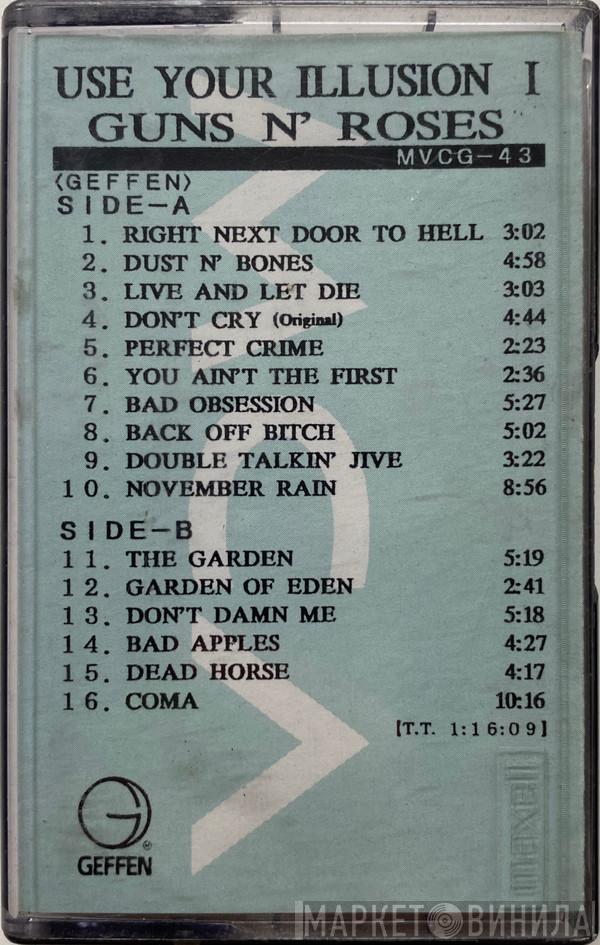 USE YOUR ILLUSION I
GUNS N' ROSES
MVCG-43
〈GEFFEN〉
SIDE-A
1. RIGHT NEXT DOOR TO HELL 3:02
2. DUST N' BONES 4:58
3. LIVE AND LET DIE 3:03
4. DON'T CRY (Original) 4:44
5. PERFECT CRIME 2:23
6. YOU AIN'T THE FIRST 2:36
7. BAD OBSESSION 5:27
8. BACK OFF BITCH 5:02
9. DOUBLE TALKIN' JIVE 3:22
10. NOVEMBER RAIN 8:56
SIDE-B
11. THE GARDEN 5:19
12. GARDEN OF EDEN 2:41
13. DON'T DAMN ME 5:18
14. BAD APPLES 4:27
15. DEAD HORSE 4:17
16. COMA 10:16
[T.T. 1:16:09]
WOW
G
®
GEFFEN
maxell
МАРКЕТ ВИНИЛА